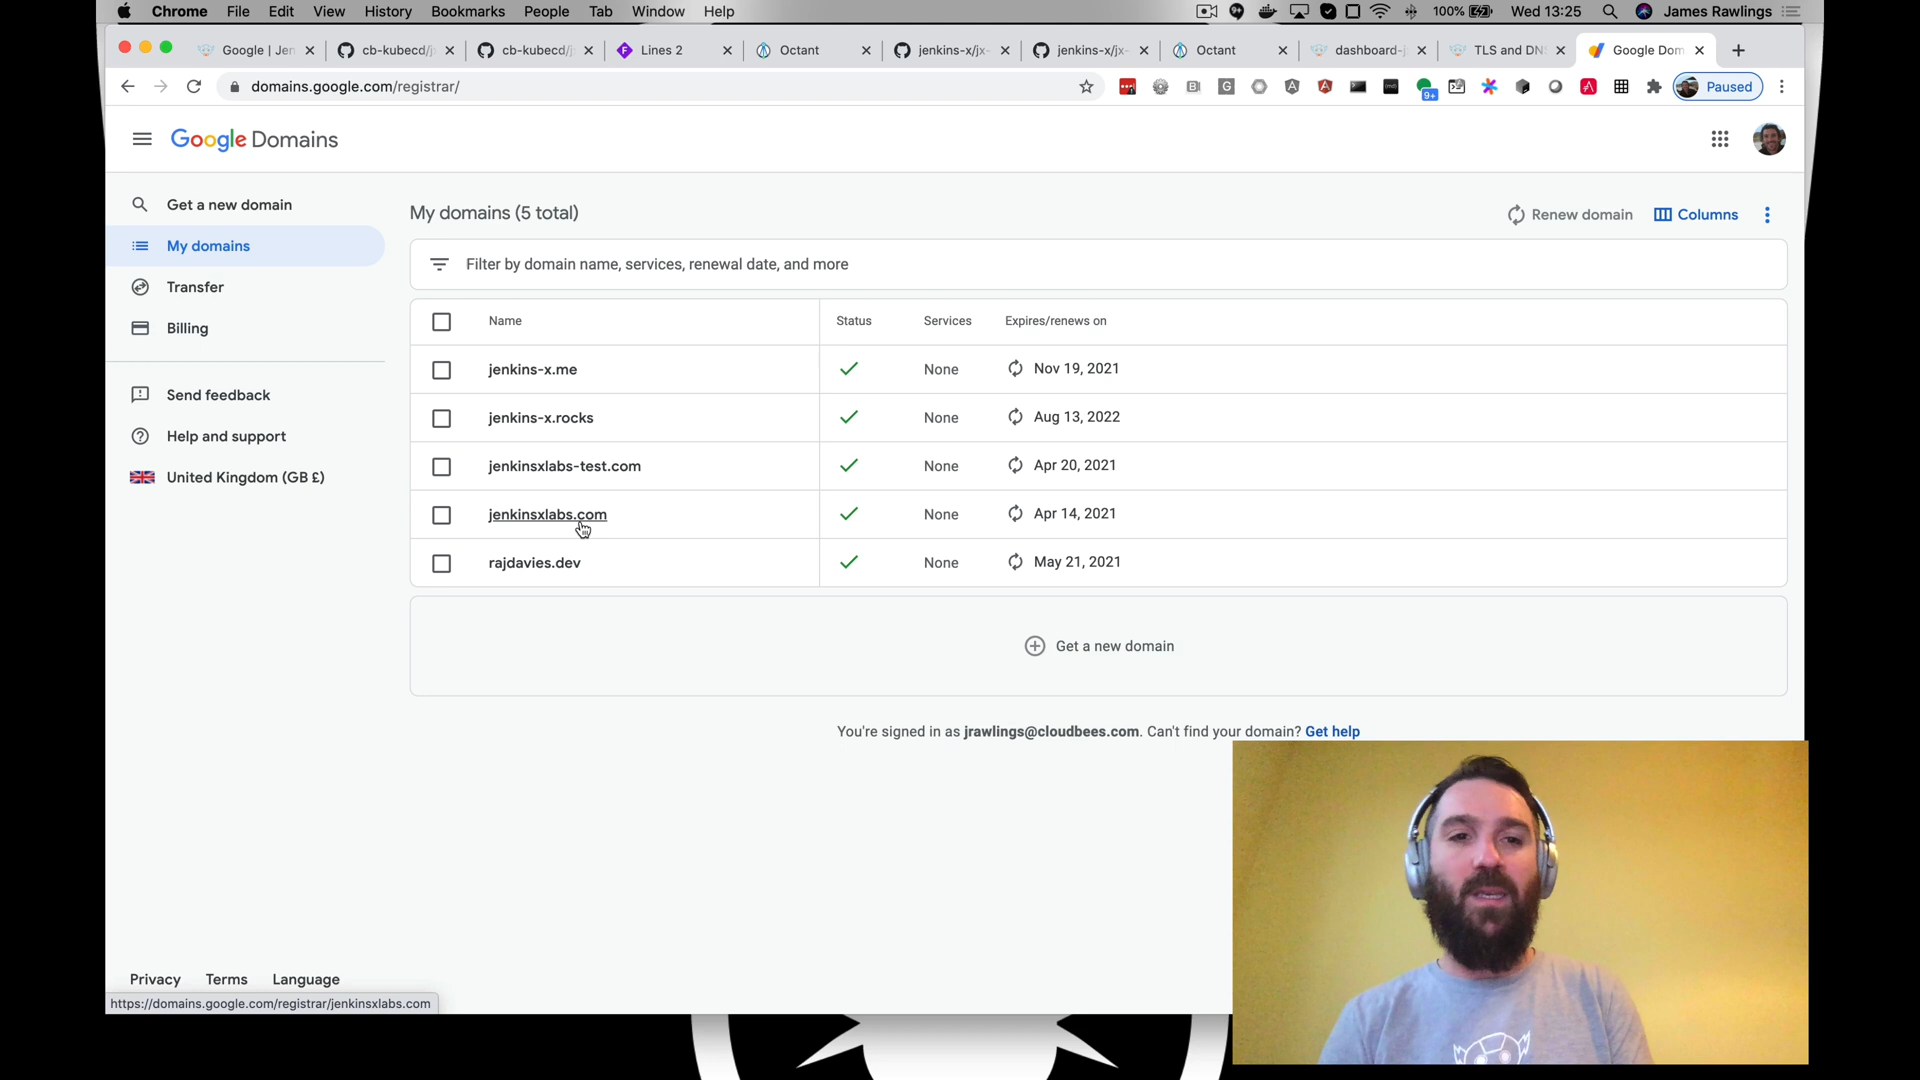 Chrome File Edit View History Bookmarks People Tab Window Help 100% Wed 13:25 James Rawlings
Google | Jen cb-kubecd/j cb-kubecd/j Lines 2 Octant jenkins-x/jx- jenkins-x/jx- Octant dashboard-j TLS and DN Google Dom
domains.google.com/registrar/ 9+ Paused
Google Domains
Get a new domain
My domains
Transfer
Billing
Send feedback
Help and support
United Kingdom (GB £)
My domains (5 total) Renew domain Columns
Filter by domain name, services, renewal date, and more
Name Status Services Expires/renews on
jenkins-x.me None Nov 19, 2021
jenkins-x.rocks None Aug 13, 2022
jenkinsxlabs-test.com None Apr 20, 2021
jenkinsxlabs.com None Apr 14, 2021
rajdavies.dev None May 21, 2021
Get a new domain
You're signed in as jrawlings@cloudbees.com. Can't find your domain? Get help
Privacy Terms Language
https://domains.google.com/registrar/jenkinsxlabs.com